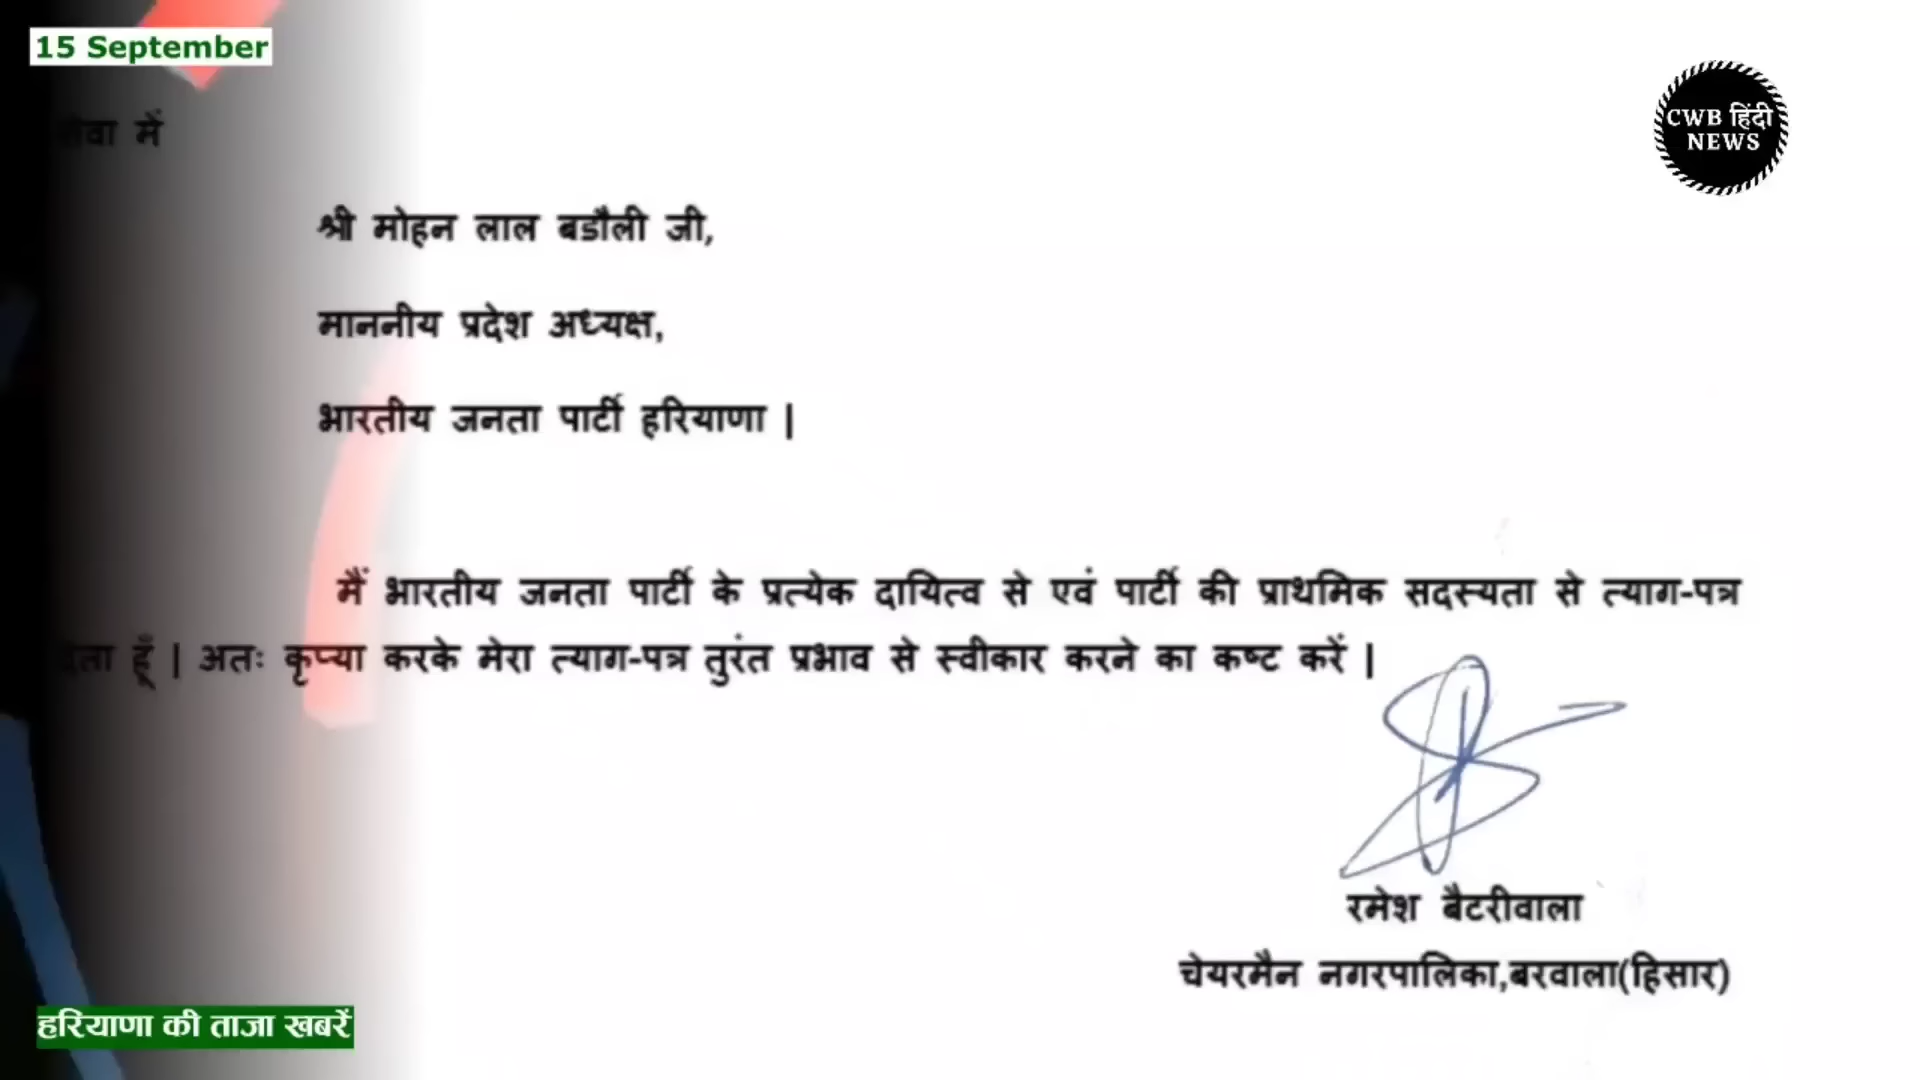 15 September
CWB हिंदी
NEWS
सेवा में
श्री मोहन लाल बडौली जी,
माननीय प्रदेश अध्यक्ष,
भारतीय जनता पार्टी हरियाणा |
मैं भारतीय जनता पार्टी के प्रत्येक दायित्व से एवं पार्टी की प्राथमिक सदस्यता से त्याग-पत्र
देता हूँ | अतः कृप्या करके मेरा त्याग-पत्र तुरंत प्रभाव से स्वीकार करने का कष्ट करें |
रमेश बैटरीवाला
चेयरमैन नगरपालिका,बरवाला(हिसार)
हरियाणा की ताजा खबरें